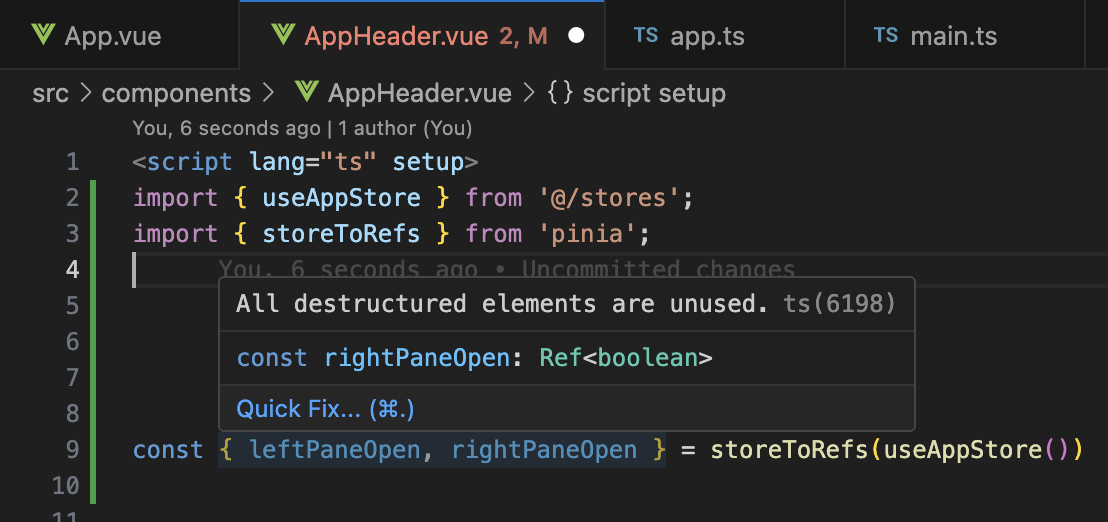 App.vue
AppHeader.vue 2, M
TS app.ts
TS main.ts
src > components > AppHeader.vue > {} script setup
You, 6 seconds ago | 1 author (You)
1 <script lang="ts" setup>
2 import { useAppStore } from '@/stores';
3 import { storeToRefs } from 'pinia';
4 You, 6 seconds ago • Uncommitted changes
5 All destructured elements are unused. ts(6198)
6
const rightPaneOpen: Ref<boolean>
7
8 Quick Fix... (⌘.)
9 const { leftPaneOpen, rightPaneOpen } = storeToRefs(useAppStore())
10
11